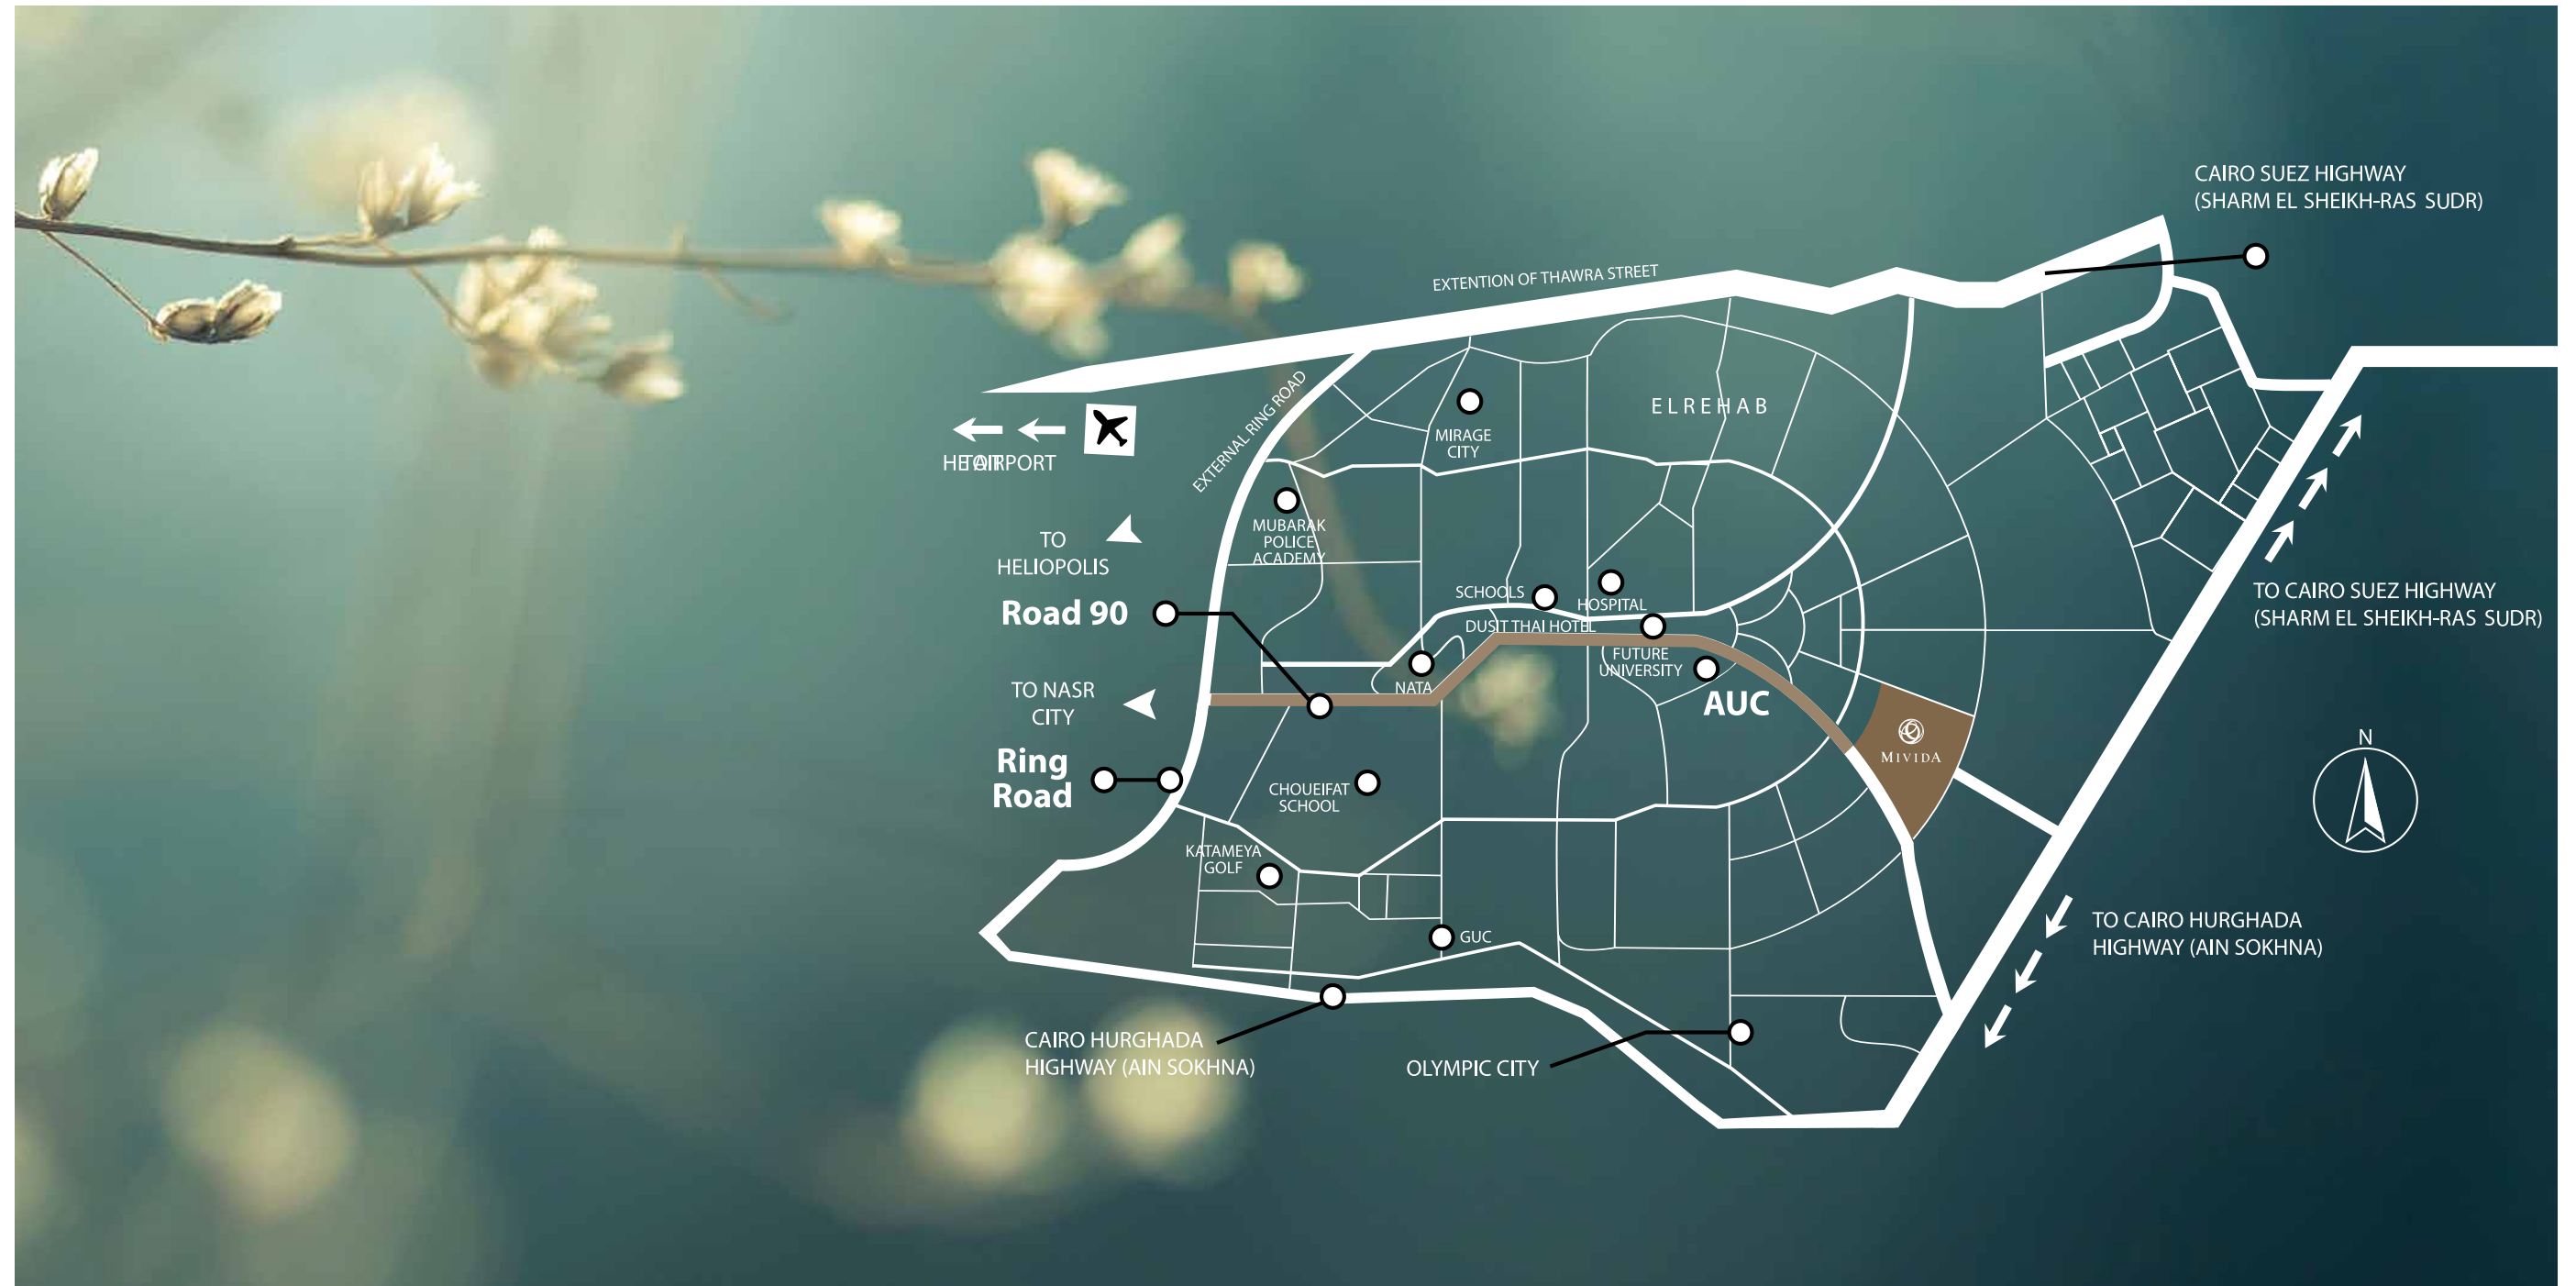 CAIRO SUEZ HIGHWAY
(SHARM EL SHEIKH-RAS SUDR)
EXTENTION OF THAWRA STREET
EXTERNAL RING ROAD
ELREHAB
MIRAGE
CITY
AIRPORT
MUBARAK
POLICE
ACADEMY
TO
HELIOPOLIS
Road 90
SCHOOLS
HOSPITAL
DUSIT THAI HOTEL
TO CAIRO SUEZ HIGHWAY
(SHARM EL SHEIKH-RAS SUDR)
FUTURE
UNIVERSITY
NATA
AUC
TO NASR
CITY
MIVIDA
N
Ring
Road
CHOUEIFAT
SCHOOL
KATAMEYA
GOLF
GUC
TO CAIRO HURGHADA
HIGHWAY (AIN SOKHNA)
CAIRO HURGHADA
HIGHWAY (AIN SOKHNA)
OLYMPIC CITY